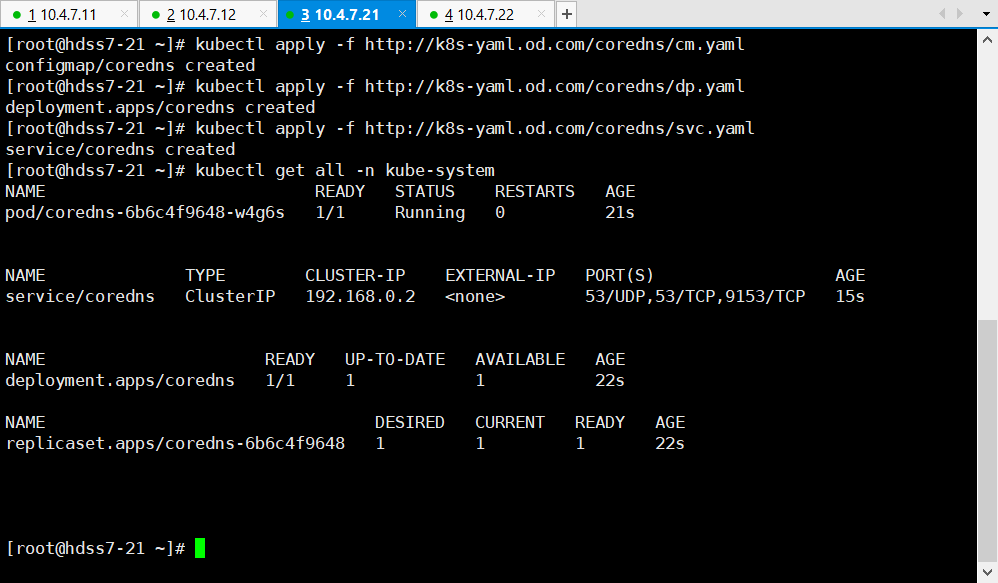 1 10.4.7.11 × 2 10.4.7.12 × 3 10.4.7.21 × 4 10.4.7.22 × +
[root@hdss7-21 ~]# kubectl apply -f http://k8s-yaml.od.com/coredns/cm.yaml
configmap/coredns created
[root@hdss7-21 ~]# kubectl apply -f http://k8s-yaml.od.com/coredns/dp.yaml
deployment.apps/coredns created
[root@hdss7-21 ~]# kubectl apply -f http://k8s-yaml.od.com/coredns/svc.yaml
service/coredns created
[root@hdss7-21 ~]# kubectl get all -n kube-system
NAME                           READY   STATUS    RESTARTS   AGE
pod/coredns-6b6c4f9648-w4g6s   1/1     Running   0          21s
NAME              TYPE        CLUSTER-IP    EXTERNAL-IP   PORT(S)                  AGE
service/coredns   ClusterIP   192.168.0.2   <none>        53/UDP,53/TCP,9153/TCP   15s
NAME                      READY   UP-TO-DATE   AVAILABLE   AGE
deployment.apps/coredns   1/1     1            1           22s
NAME                                 DESIRED   CURRENT   READY   AGE
replicaset.apps/coredns-6b6c4f9648   1         1         1       22s
[root@hdss7-21 ~]#